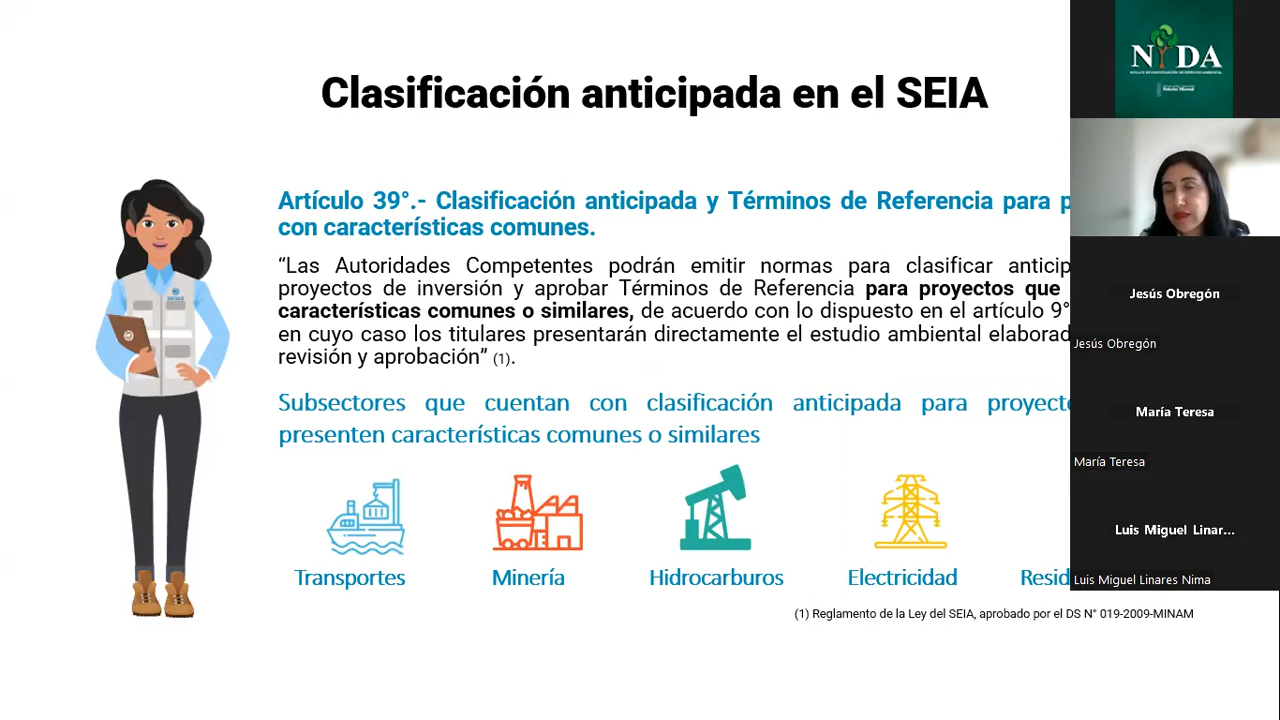 Clasificación anticipada en el SEIA
Artículo 39°.- Clasificación anticipada y Términos de Referencia para p
con características comunes.
“Las Autoridades Competentes podrán emitir normas para clasificar anticip
proyectos de inversión y aprobar Términos de Referencia para proyectos que
características comunes o similares, de acuerdo con lo dispuesto en el artículo 9°
en cuyo caso los titulares presentarán directamente el estudio ambiental elaborad
revisión y aprobación” (1).
Subsectores que cuentan con clasificación anticipada para proyecto
presenten características comunes o similares
Transportes
Minería
Hidrocarburos
Electricidad
Resid
(1) Reglamento de la Ley del SEIA, aprobado por el DS N° 019-2009-MINAM
NIDA
Jesús Obregón
Jesús Obregón
María Teresa
María Teresa
Luis Miguel Linar...
Luis Miguel Linares Nima